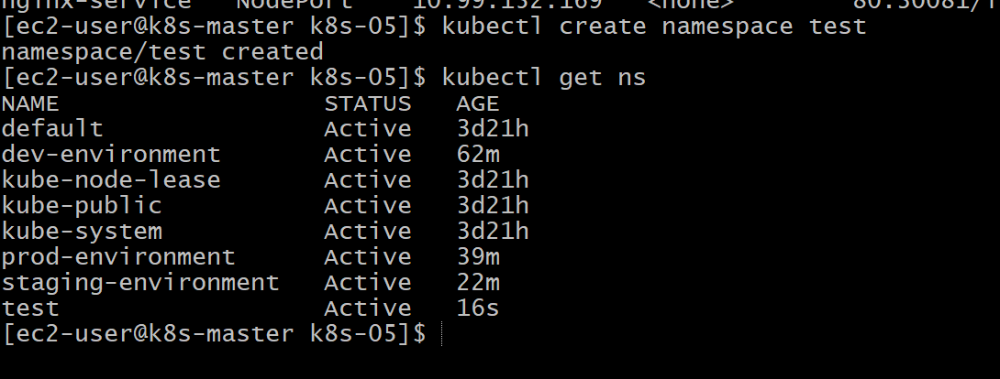 nginx-service   NodePort    10.99.132.169   <none>        80:30081/T
[ec2-user@k8s-master k8s-05]$ kubectl create namespace test
namespace/test created
[ec2-user@k8s-master k8s-05]$ kubectl get ns
NAME                  STATUS   AGE
default               Active   3d21h
dev-environment       Active   62m
kube-node-lease       Active   3d21h
kube-public           Active   3d21h
kube-system           Active   3d21h
prod-environment      Active   39m
staging-environment   Active   22m
test                  Active   16s
[ec2-user@k8s-master k8s-05]$